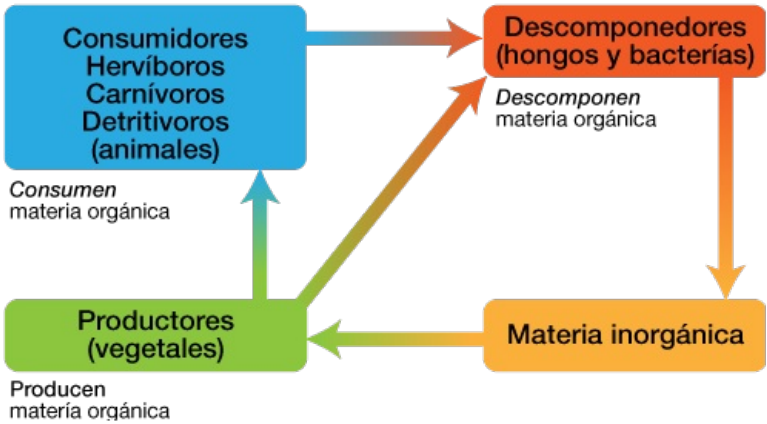 Consumidores
Hervíboros
Carnívoros
Detritivoros
(animales)
Consumen
materia orgánica
Descomponedores
(hongos y bacterías)
Descomponen
materia orgánica
Productores
(vegetales)
Producen
matería orgánica
Materia inorgánica